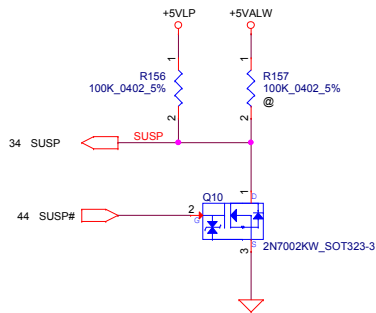 +5VLP
+5VALW
1
1
R156
100K_0402_5%
R157
100K_0402_5%
@
2
2
34
SUSP
SUSP
1
D
Q10
44
SUSP#
2
G
S
3
2N7002KW_SOT323-3